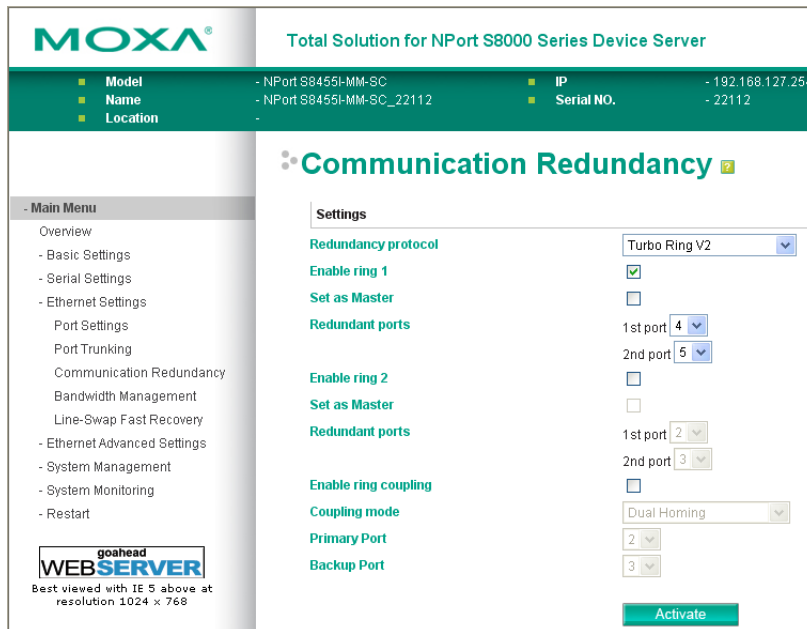 MOXA®
Total Solution for NPort S8000 Series Device Server
Model - NPort S8455I-MM-SC IP - 192.168.127.25
Name - NPort S8455I-MM-SC_22112 Serial NO. - 22112
Location -
Communication Redundancy
- Main Menu
Overview
- Basic Settings
- Serial Settings
- Ethernet Settings
Port Settings
Port Trunking
Communication Redundancy
Bandwidth Management
Line-Swap Fast Recovery
- Ethernet Advanced Settings
- System Management
- System Monitoring
- Restart
goahead
WEBSERVER
Best viewed with IE 5 above at
resolution 1024 x 768
Settings
Redundancy protocol Turbo Ring V2
Enable ring 1
Set as Master
Redundant ports 1st port 4
2nd port 5
Enable ring 2
Set as Master
Redundant ports 1st port 2
2nd port 3
Enable ring coupling
Coupling mode Dual Homing
Primary Port 2
Backup Port 3
Activate